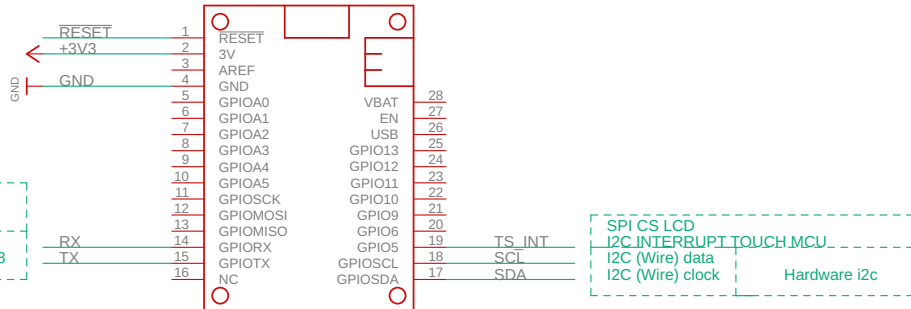 RESET 1 RESET
+3V3 2 3V
3 AREF
GND GND 4 GND
5 GPIOA0 VBAT 28
6 GPIOA1 EN 27
7 GPIOA2 USB 26
8 GPIOA3 GPIO13 25
9 GPIOA4 GPIO12 24
10 GPIOA5 GPIO11 23
11 GPIOSCK GPIO10 22
12 GPIOMOSI GPIO9 21
13 GPIOMISO GPIO6 20
RX 14 GPIORX GPIO5 19 TS_INT
TX 15 GPIOTX GPIOSCL 18 SCL
16 NC GPIOSDA 17 SDA
SPI CS LCD
I2C INTERRUPT TOUCH MCU
I2C (Wire) data
I2C (Wire) clock Hardware i2c